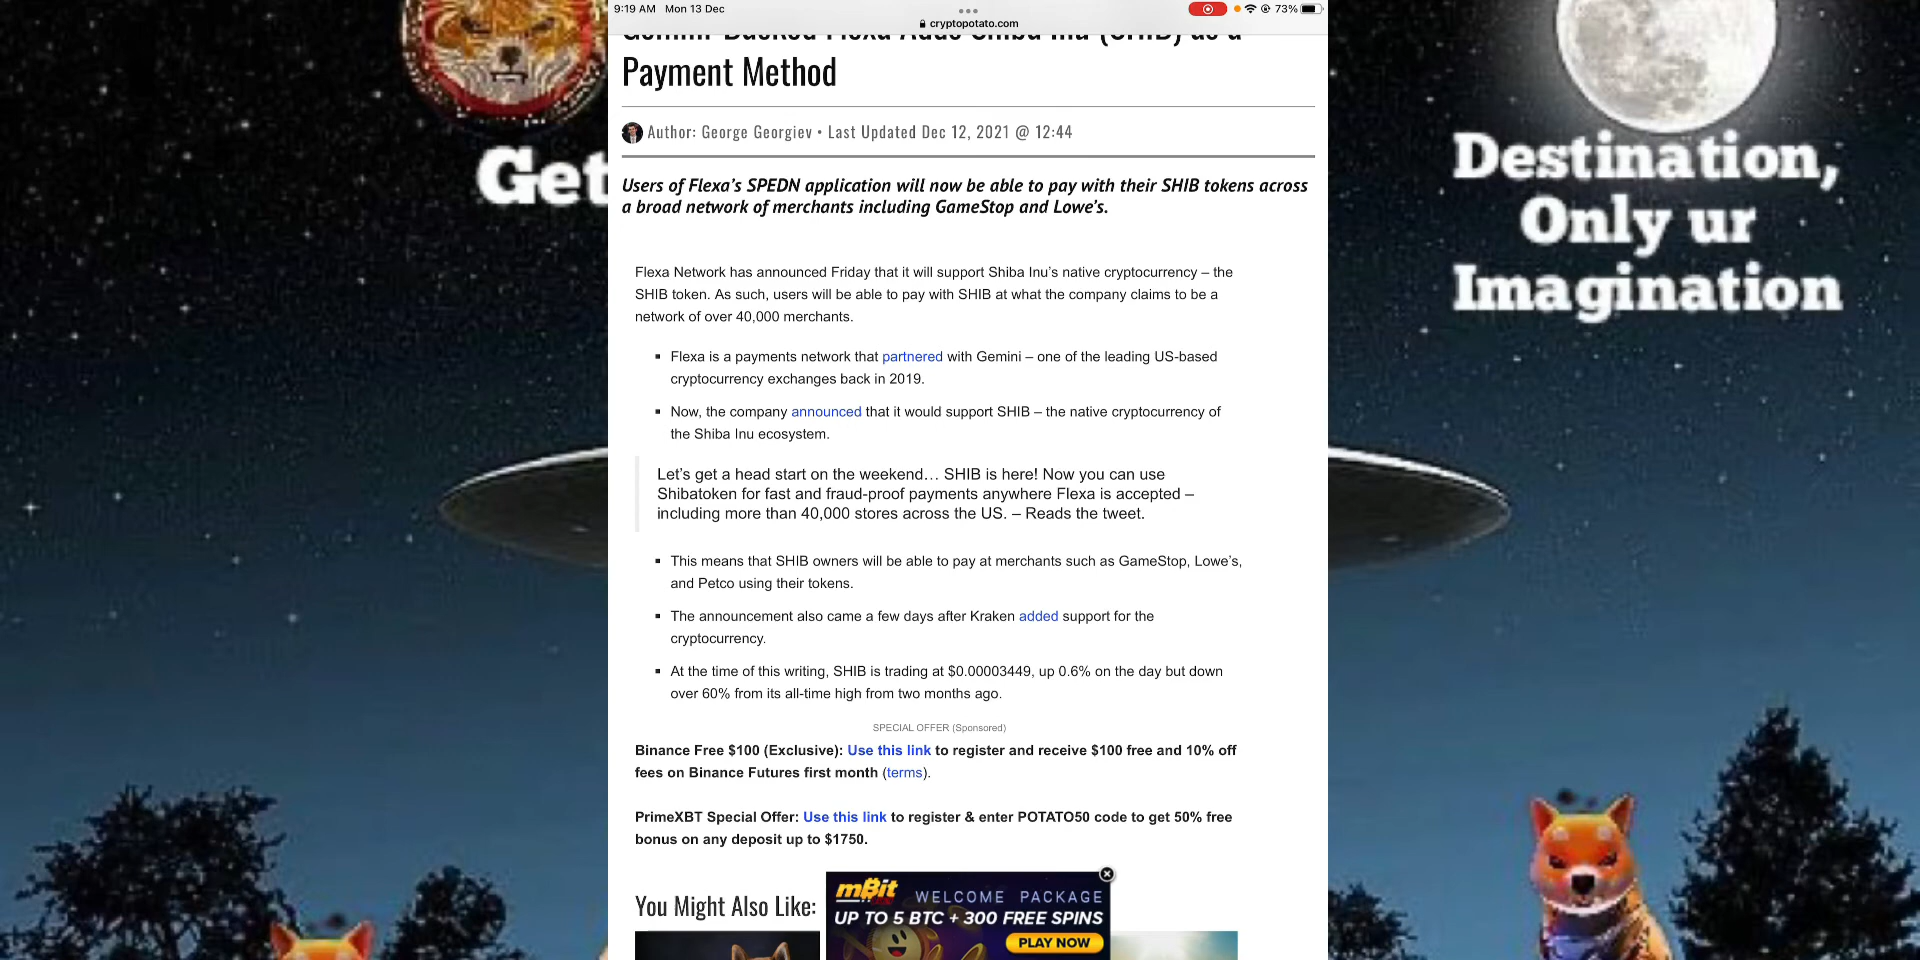 9:19 AM Mon 13 Dec
73%
cryptopotato.com
Gemini-Backed Flexa Adds Shiba Inu (SHIB) as a
Payment Method
Author: George Georgiev • Last Updated Dec 12, 2021 @ 12:44
Users of Flexa’s SPEDN application will now be able to pay with their SHIB tokens across
a broad network of merchants including GameStop and Lowe’s.
Flexa Network has announced Friday that it will support Shiba Inu’s native cryptocurrency – the
SHIB token. As such, users will be able to pay with SHIB at what the company claims to be a
network of over 40,000 merchants.
▪ Flexa is a payments network that partnered with Gemini – one of the leading US-based
cryptocurrency exchanges back in 2019.
▪ Now, the company announced that it would support SHIB – the native cryptocurrency of
the Shiba Inu ecosystem.
Let’s get a head start on the weekend… SHIB is here! Now you can use
Shibatoken for fast and fraud-proof payments anywhere Flexa is accepted –
including more than 40,000 stores across the US. – Reads the tweet.
▪ This means that SHIB owners will be able to pay at merchants such as GameStop, Lowe’s,
and Petco using their tokens.
▪ The announcement also came a few days after Kraken added support for the
cryptocurrency.
▪ At the time of this writing, SHIB is trading at $0.00003449, up 0.6% on the day but down
over 60% from its all-time high from two months ago.
SPECIAL OFFER (Sponsored)
Binance Free $100 (Exclusive): Use this link to register and receive $100 free and 10% off
fees on Binance Futures first month (terms).
PrimeXBT Special Offer: Use this link to register & enter POTATO50 code to get 50% free
bonus on any deposit up to $1750.
You Might Also Like:
mBit WELCOME PACKAGE
UP TO 5 BTC + 300 FREE SPINS
PLAY NOW
Get
Destination,
Only ur
Imagination